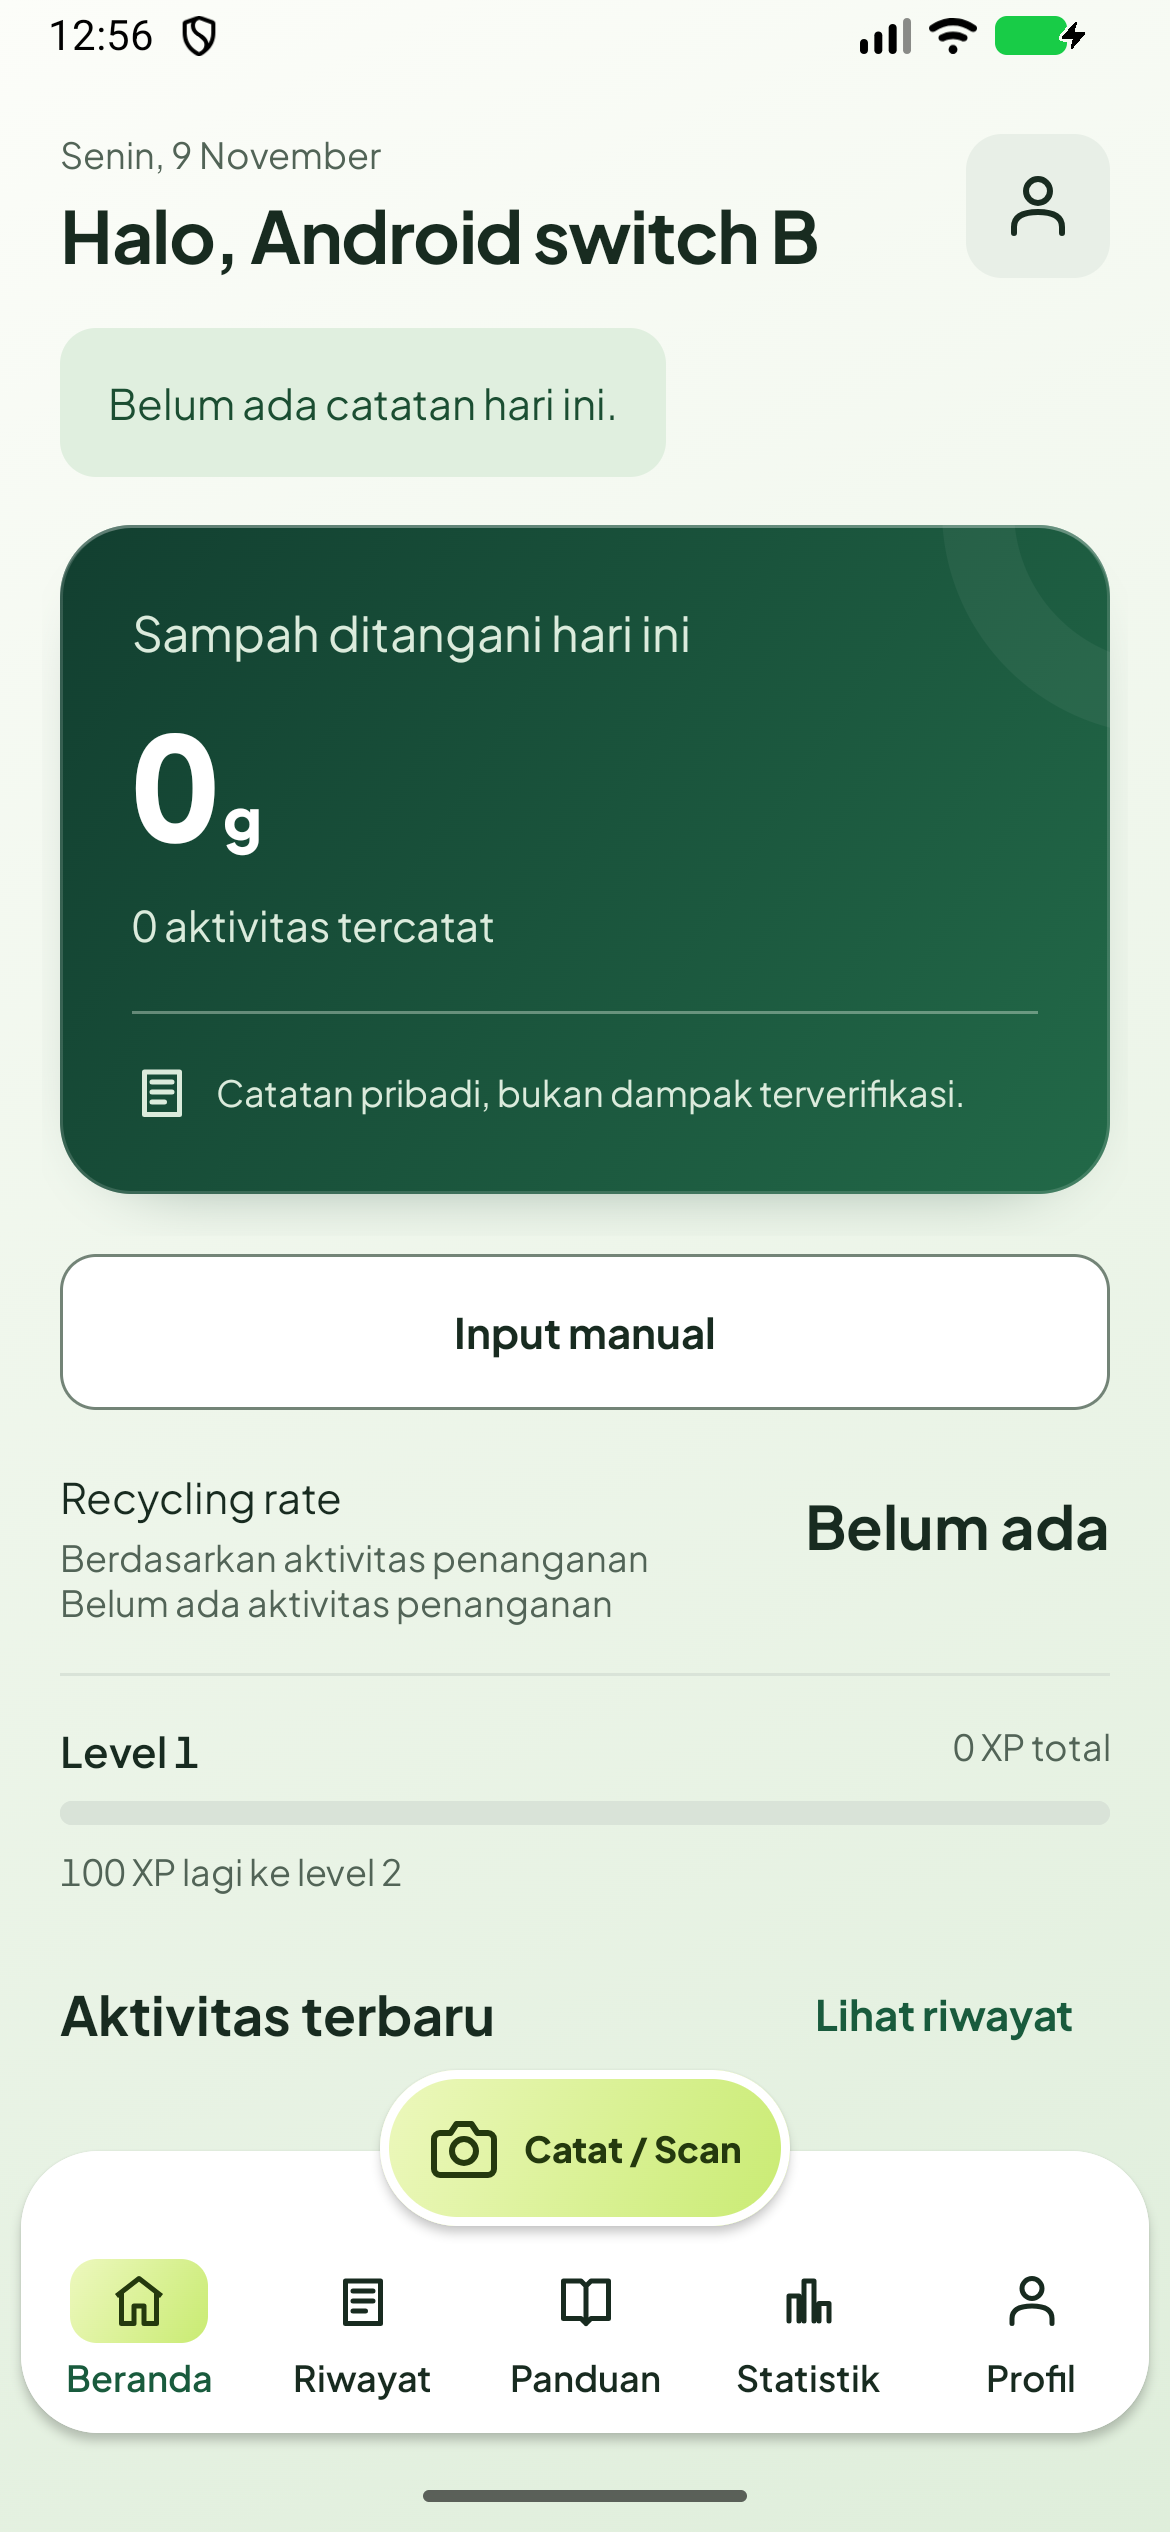 12:56
Senin, 9 November
Halo, Android switch B
Belum ada catatan hari ini.
Sampah ditangani hari ini
0 g
0 aktivitas tercatat
Catatan pribadi, bukan dampak terverifikasi.
Input manual
Recycling rate
Belum ada
Berdasarkan aktivitas penanganan
Belum ada aktivitas penanganan
Level 1
0 XP total
100 XP lagi ke level 2
Aktivitas terbaru
Lihat riwayat
Catat / Scan
Beranda
Riwayat
Panduan
Statistik
Profil